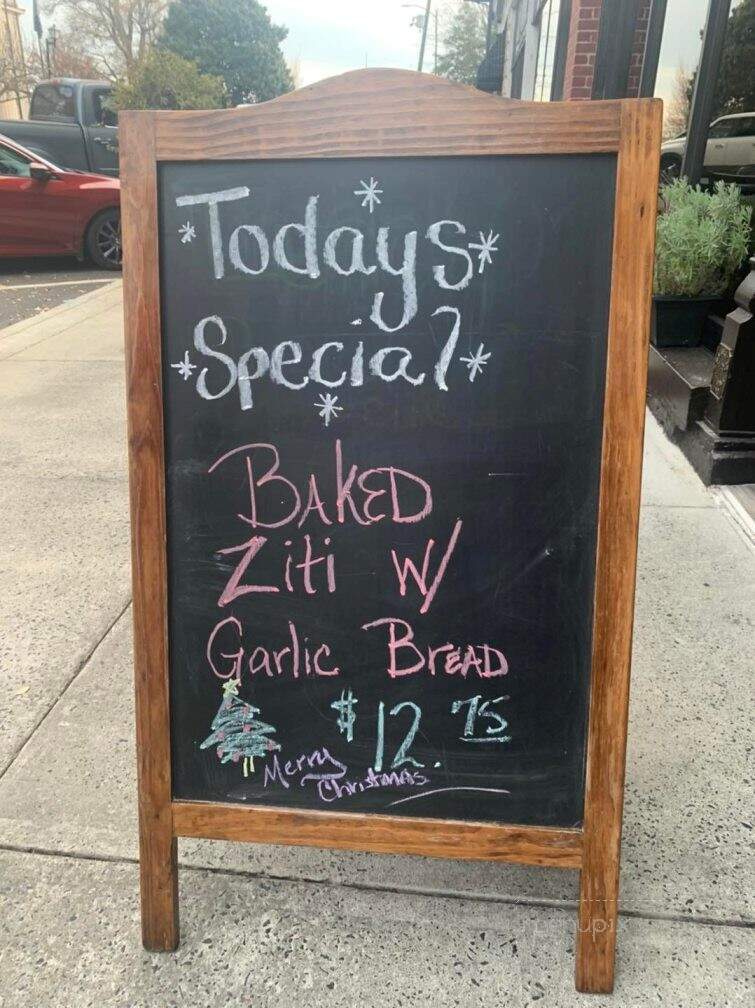 Todays
Special
BAKED
Ziti w/
Garlic BREAD
$12.75
Merry
Christmas